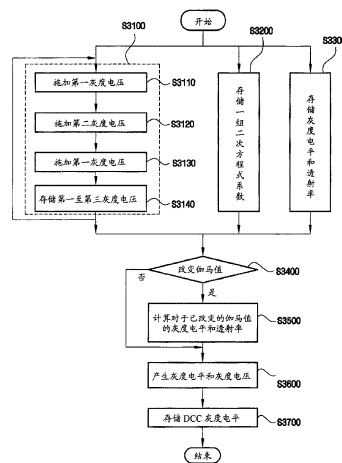 开始
S3100
S3200
S330
施加第一灰度电压
S3110
施加第二灰度电压
S3120
施加第一灰度电压
S3130
存储第一至第三灰度电压
S3140
存储一组二次方程式系数
存储灰度电平和透射率
改定伽马值
S3400
否
是
计算对于已改定的伽马值
的灰度电平和透射率
S3500
产生灰度电平和灰度电压
S3600
存储 DCC 灰度电平
S3700
结束